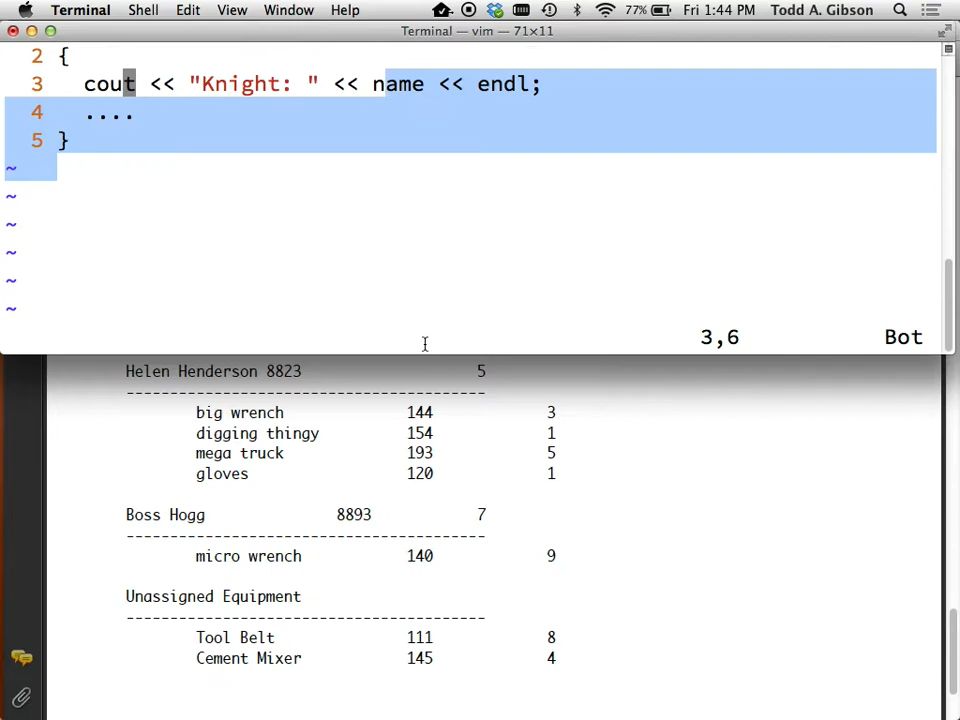 Terminal Shell Edit View Window Help 77% Fri 1:44 PM Todd A. Gibson
Terminal — vim — 71×11
2 {
3 cout << "Knight: " << name << endl;
4 ....
5 }
~
~
~
~
~
~
3,6 Bot
Helen Henderson 8823 5
-----------------------------------------
big wrench 144 3
digging thingy 154 1
mega truck 193 5
gloves 120 1
Boss Hogg 8893 7
-----------------------------------------
micro wrench 140 9
Unassigned Equipment
-----------------------------------------
Tool Belt 111 8
Cement Mixer 145 4